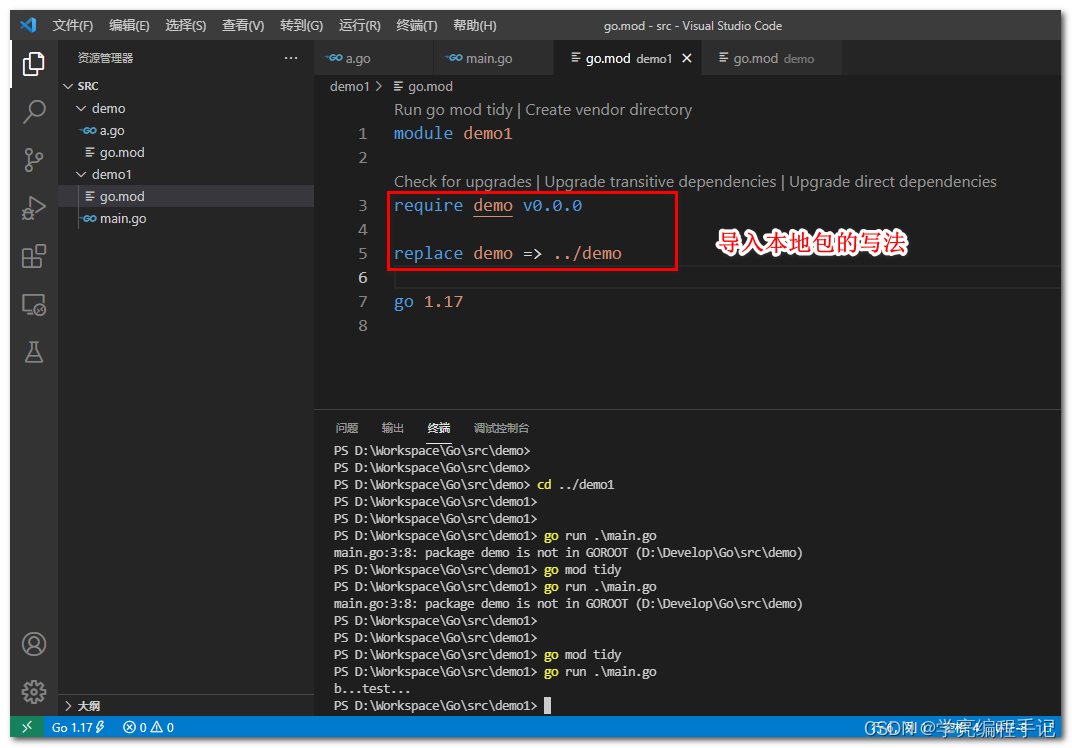 文件(F) 编辑(E) 选择(S) 查看(V) 转到(G) 运行(R) 终端(T) 帮助(H) go.mod - src - Visual Studio Code
资源管理器 ···
a.go main.go go.mod demo1 go.mod demo
SRC
demo
a.go
go.mod
demo1
go.mod
main.go
大纲
demo1 > go.mod
Run go mod tidy | Create vendor directory
1 module demo1
2
Check for upgrades | Upgrade transitive dependencies | Upgrade direct dependencies
3 require demo v0.0.0
4
5 replace demo => ../demo
6
7 go 1.17
8
导入本地包的写法
问题 输出 终端 调试控制台
PS D:\Workspace\Go\src\demo>
PS D:\Workspace\Go\src\demo>
PS D:\Workspace\Go\src\demo> cd ../demo1
PS D:\Workspace\Go\src\demo1>
PS D:\Workspace\Go\src\demo1>
PS D:\Workspace\Go\src\demo1> go run .\main.go
main.go:3:8: package demo is not in GOROOT (D:\Develop\Go\src\demo)
PS D:\Workspace\Go\src\demo1> go mod tidy
PS D:\Workspace\Go\src\demo1> go run .\main.go
main.go:3:8: package demo is not in GOROOT (D:\Develop\Go\src\demo)
PS D:\Workspace\Go\src\demo1>
PS D:\Workspace\Go\src\demo1>
PS D:\Workspace\Go\src\demo1> go mod tidy
PS D:\Workspace\Go\src\demo1> go run .\main.go
b...test...
PS D:\Workspace\Go\src\demo1>
Go 1.17 0 0
CSDN @学亮编程手记